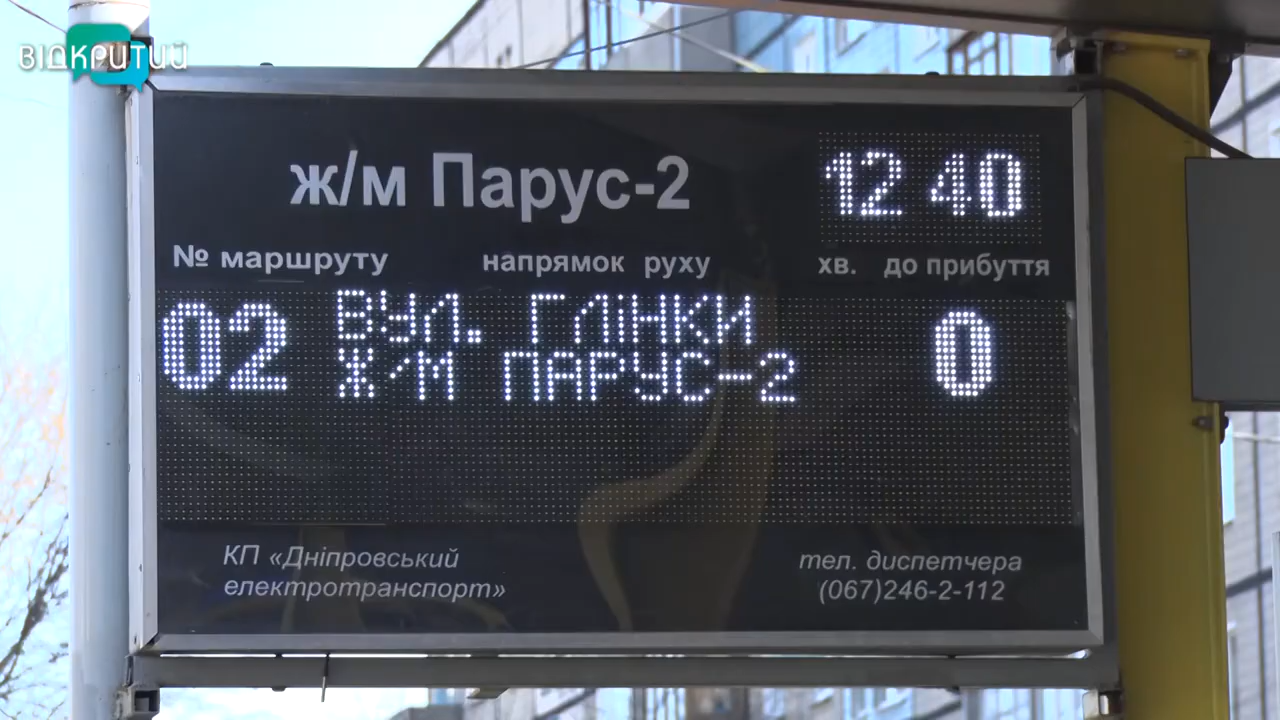 ВІДКРИТИЙ
ж/м Парус-2
12 40
№ маршруту напрямок руху хв. до прибуття
02 ВУЛ. ГЛІНКИ 0
Ж/М ПАРУС-2
КП «Дніпровський
електротранспорт»
тел. диспетчера
(067)246-2-112